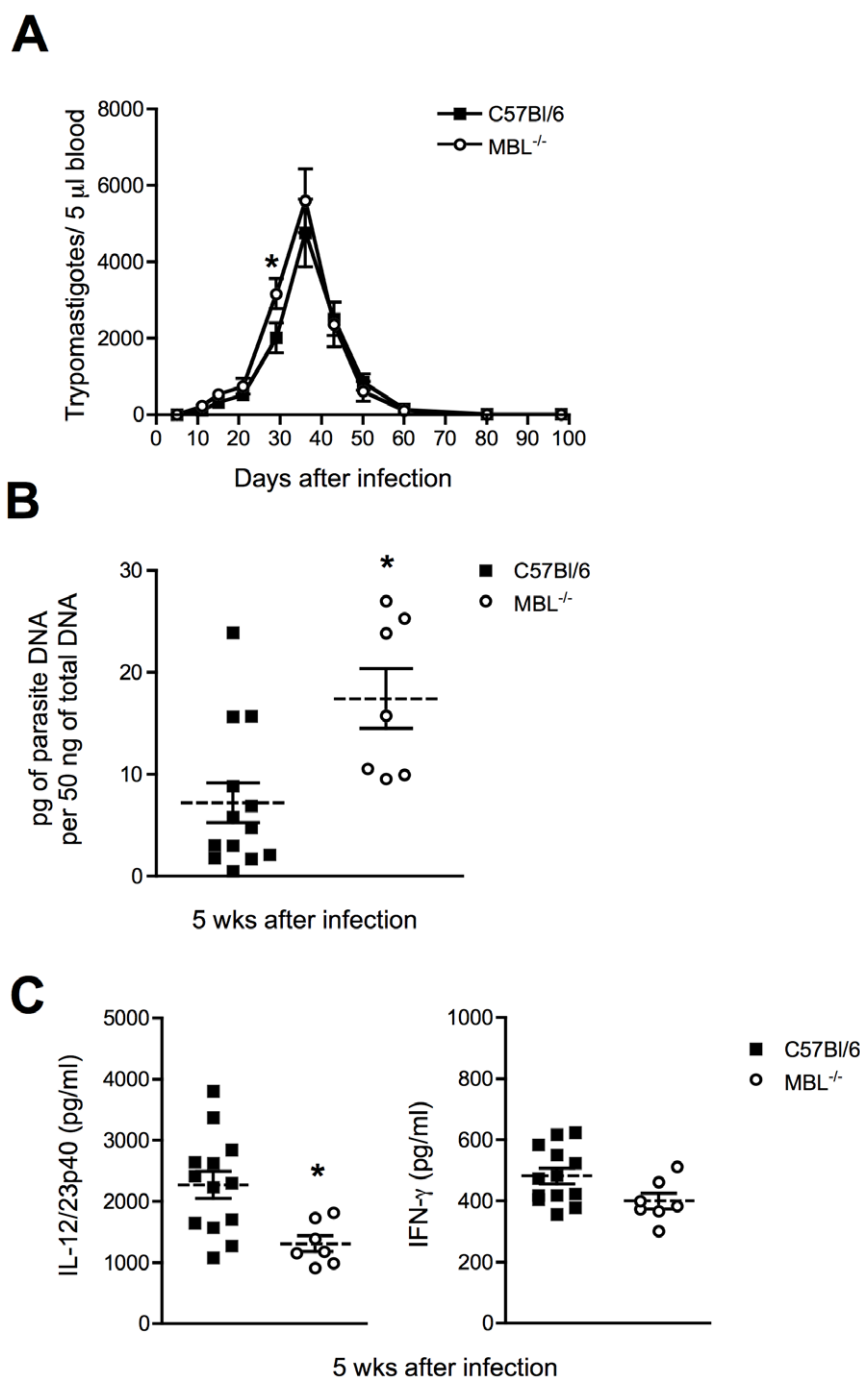 A
8000
6000
4000
2000
0
Trypomastigotes/ 5 µl blood
0 10 20 30 40 50 60 70 80 90 100
Days after infection
*
C57Bl/6
MBL-/-
B
30
20
10
0
pg of parasite DNA
per 50 ng of total DNA
*
5 wks after infection
C57Bl/6
MBL-/-
C
5000
4000
3000
2000
1000
0
IL-12/23p40 (pg/ml)
*
1000
800
600
400
200
0
IFN-γ (pg/ml)
C57Bl/6
MBL-/-
5 wks after infection